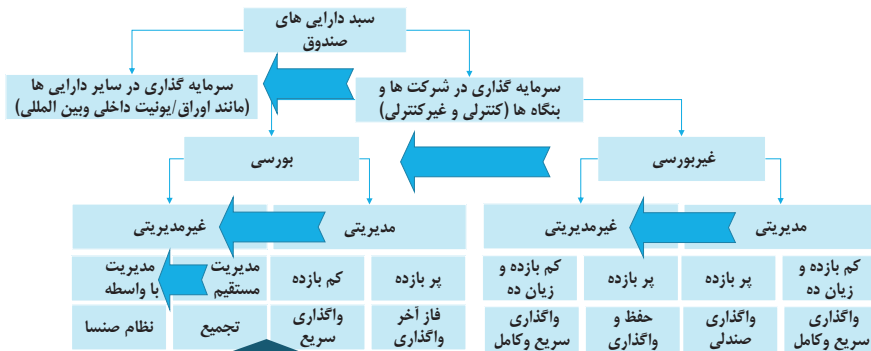 سبد دارایی های
صندوق
سرمایه گذاری در شرکت ها و
بنگاه ها (کنترلی و غیرکنترلی)
سرمایه گذاری در سایر دارایی ها
(مانند اوراق/یونیت داخلی وبین المللی)
غیربورسی
بورسی
مدیریتی
غیرمدیریتی
مدیریتی
غیرمدیریتی
کم بازده و
زیان ده
پر بازده
پر بازده
کم بازده و
زیان ده
پر بازده
کم بازده
مدیریت
مستقیم
مدیریت
با واسطه
واگذاری
سریع وکامل
واگذاری
صندلی
حفظ و
واگذاری
واگذاری
سریع وکامل
فاز آخر
واگذاری
واگذاری
سریع
تجمیع
نظام صنسا